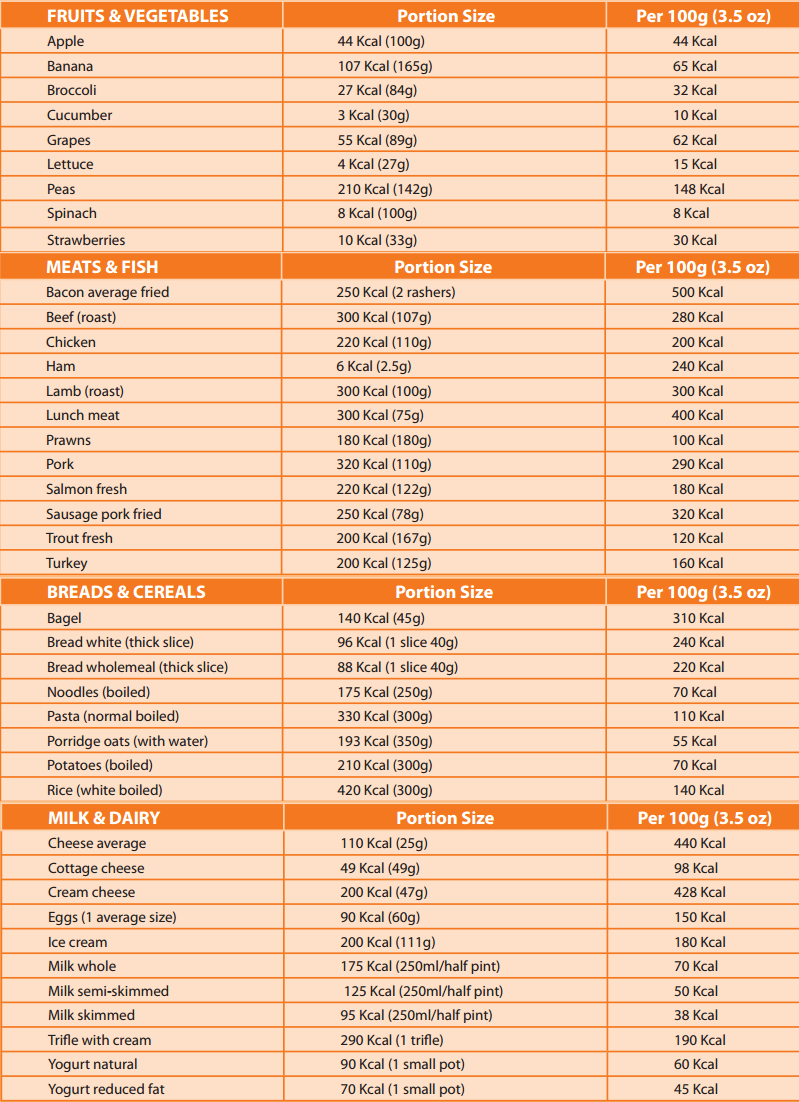 FRUITS & VEGETABLES Portion Size Per 100g (3.5 oz)
Apple 44 Kcal (100g) 44 Kcal
Banana 107 Kcal (165g) 65 Kcal
Broccoli 27 Kcal (84g) 32 Kcal
Cucumber 3 Kcal (30g) 10 Kcal
Grapes 55 Kcal (89g) 62 Kcal
Lettuce 4 Kcal (27g) 15 Kcal
Peas 210 Kcal (142g) 148 Kcal
Spinach 8 Kcal (100g) 8 Kcal
Strawberries 10 Kcal (33g) 30 Kcal
MEATS & FISH Portion Size Per 100g (3.5 oz)
Bacon average fried 250 Kcal (2 rashers) 500 Kcal
Beef (roast) 300 Kcal (107g) 280 Kcal
Chicken 220 Kcal (110g) 200 Kcal
Ham 6 Kcal (2.5g) 240 Kcal
Lamb (roast) 300 Kcal (100g) 300 Kcal
Lunch meat 300 Kcal (75g) 400 Kcal
Prawns 180 Kcal (180g) 100 Kcal
Pork 320 Kcal (110g) 290 Kcal
Salmon fresh 220 Kcal (122g) 180 Kcal
Sausage pork fried 250 Kcal (78g) 320 Kcal
Trout fresh 200 Kcal (167g) 120 Kcal
Turkey 200 Kcal (125g) 160 Kcal
BREADS & CEREALS Portion Size Per 100g (3.5 oz)
Bagel 140 Kcal (45g) 310 Kcal
Bread white (thick slice) 96 Kcal (1 slice 40g) 240 Kcal
Bread wholemeal (thick slice) 88 Kcal (1 slice 40g) 220 Kcal
Noodles (boiled) 175 Kcal (250g) 70 Kcal
Pasta (normal boiled) 330 Kcal (300g) 110 Kcal
Porridge oats (with water) 193 Kcal (350g) 55 Kcal
Potatoes (boiled) 210 Kcal (300g) 70 Kcal
Rice (white boiled) 420 Kcal (300g) 140 Kcal
MILK & DAIRY Portion Size Per 100g (3.5 oz)
Cheese average 110 Kcal (25g) 440 Kcal
Cottage cheese 49 Kcal (49g) 98 Kcal
Cream cheese 200 Kcal (47g) 428 Kcal
Eggs (1 average size) 90 Kcal (60g) 150 Kcal
Ice cream 200 Kcal (111g) 180 Kcal
Milk whole 175 Kcal (250ml/half pint) 70 Kcal
Milk semi-skimmed 125 Kcal (250ml/half pint) 50 Kcal
Milk skimmed 95 Kcal (250ml/half pint) 38 Kcal
Trifle with cream 290 Kcal (1 trifle) 190 Kcal
Yogurt natural 90 Kcal (1 small pot) 60 Kcal
Yogurt reduced fat 70 Kcal (1 small pot) 45 Kcal